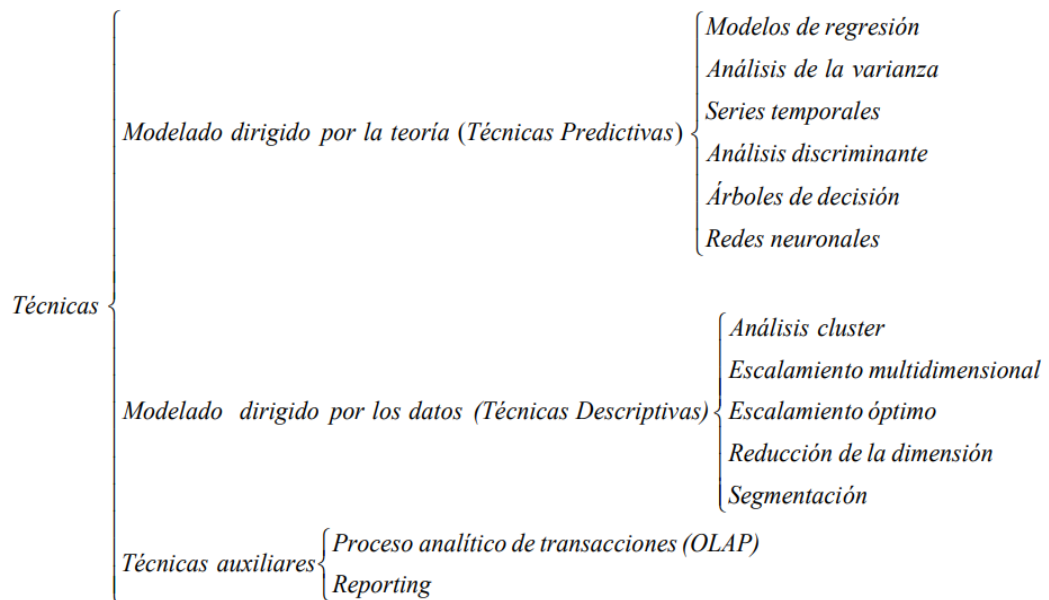 Técnicas
Modelado dirigido por la teoría (Técnicas Predictivas)
Modelos de regresión
Análisis de la varianza
Series temporales
Análisis discriminante
Árboles de decisión
Redes neuronales
Modelado dirigido por los datos (Técnicas Descriptivas)
Análisis cluster
Escalamiento multidimensional
Escalamiento óptimo
Reducción de la dimensión
Segmentación
Técnicas auxiliares
Proceso analítico de transacciones (OLAP)
Reporting